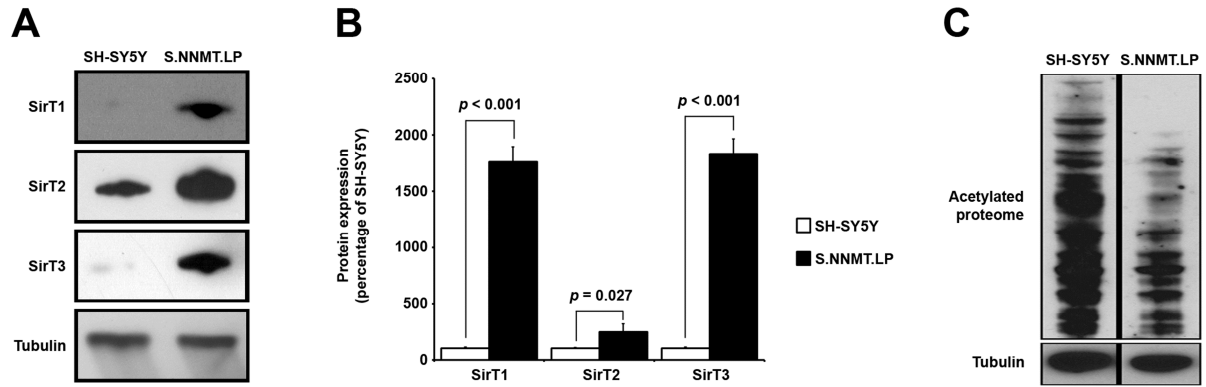 A
SH-SY5Y S.NNMT.LP
SirT1
SirT2
SirT3
Tubulin
B
Protein expression
(percentage of SH-SY5Y)
2500
2000
1500
1000
500
0
p < 0.001
p = 0.027
p < 0.001
SirT1 SirT2 SirT3
SH-SY5Y
S.NNMT.LP
C
SH-SY5Y S.NNMT.LP
Acetylated
proteome
Tubulin